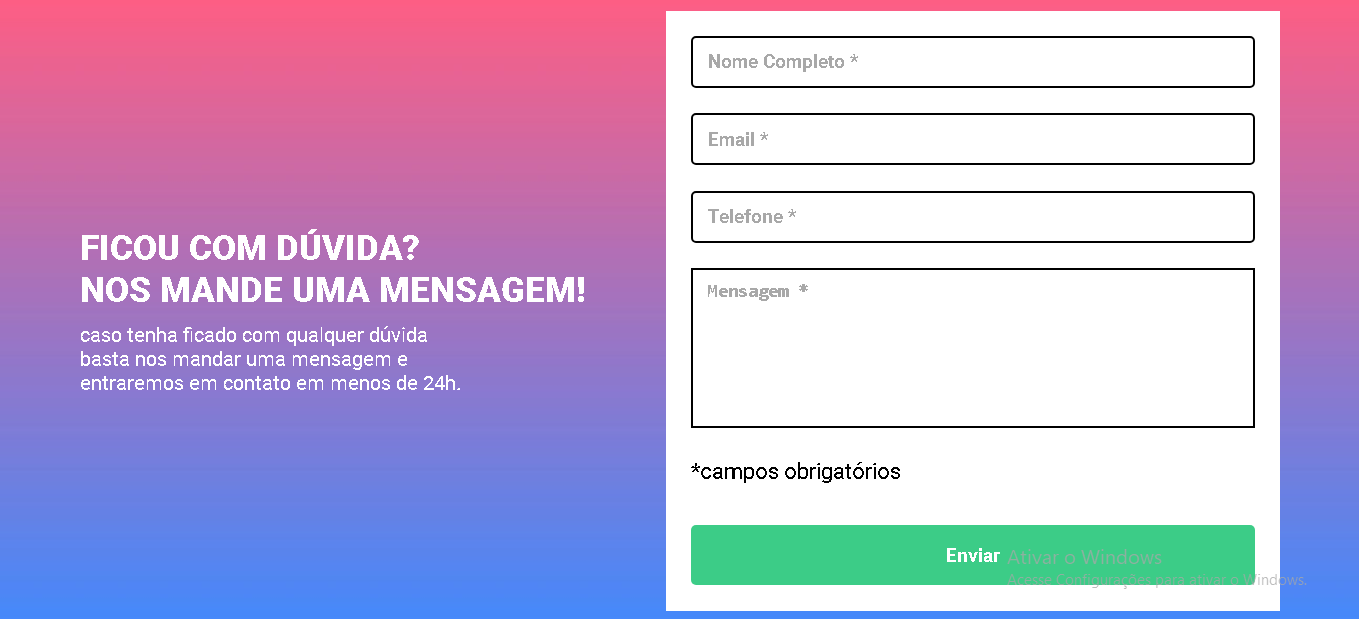 FICOU COM DÚVIDA?
NOS MANDE UMA MENSAGEM!
caso tenha ficado com qualquer dúvida
basta nos mandar uma mensagem e
entraremos em contato em menos de 24h.
Nome Completo *
Email *
Telefone *
Mensagem *
*campos obrigatórios
Enviar
Ativar o Windows
Acesse Configurações para ativar o Windows.